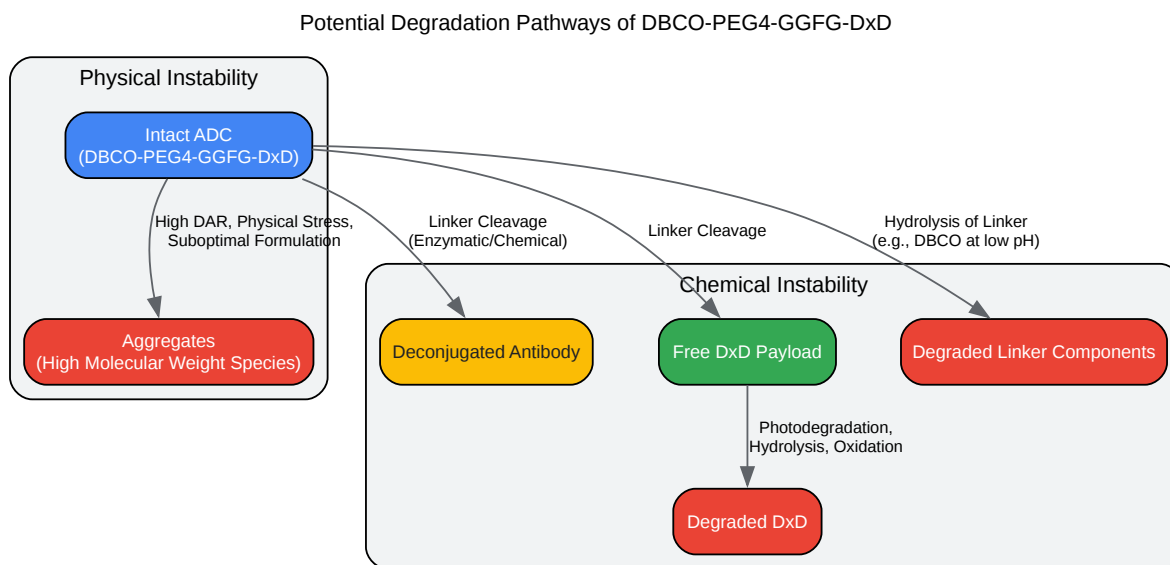 Potential Degradation Pathways of DBCO-PEG4-GGFG-DxD
Physical Instability
Intact ADC
(DBCO-PEG4-GGFG-DxD)
High DAR, Physical Stress,
Suboptimal Formulation
Linker Cleavage
(Enzymatic/Chemical)
Linker Cleavage
Hydrolysis of Linker
(e.g., DBCO at low pH)
Chemical Instability
Aggregates
(High Molecular Weight Species)
Deconjugated Antibody
Free DxD Payload
Degraded Linker Components
Photodegradation,
Hydrolysis, Oxidation
Degraded DxD